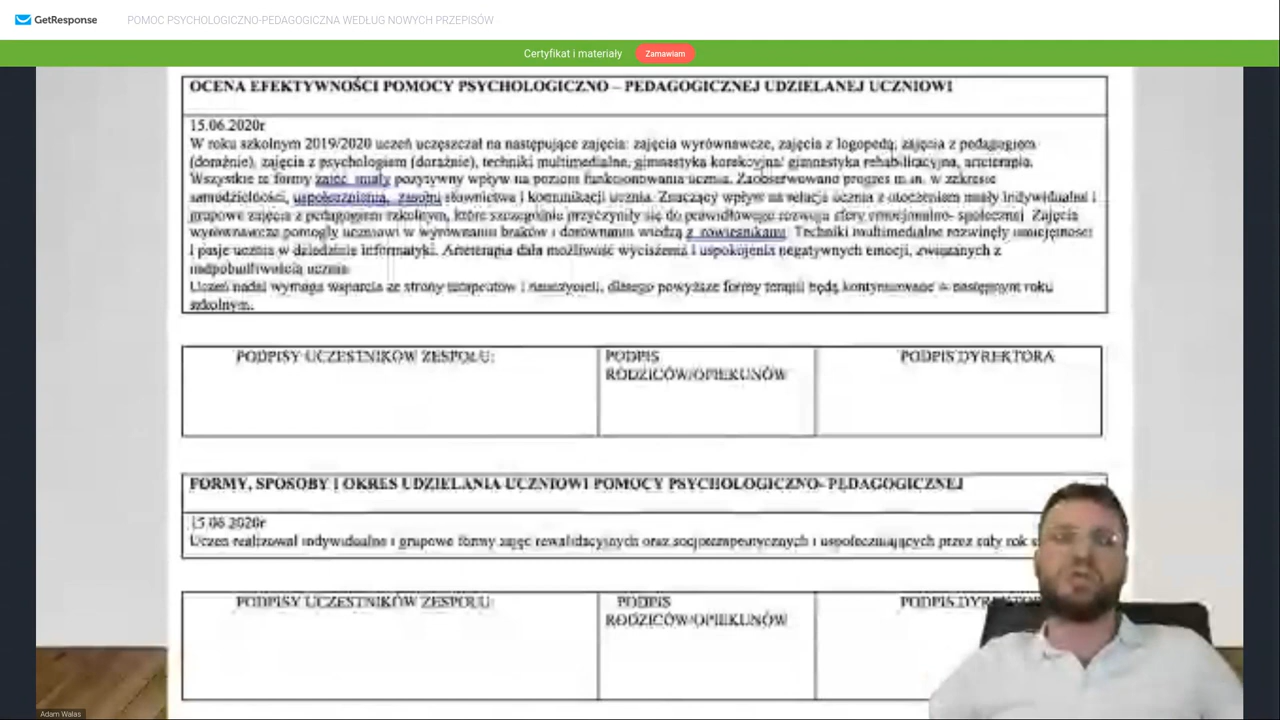 GetResponse
POMOC PSYCHOLOGICZNO-PEDAGOGICZNA WEDŁUG NOWYCH PRZEPISÓW
Certyfikat i materiały
Zamawiam
OCENA EFEKTYWNOŚCI POMOCY PSYCHOLOGICZNO – PEDAGOGICZNEJ UDZIELANEJ UCZNIOWI
15.06.2020r
W roku szkolnym 2019/2020 uczeń uczęszczał na następujące zajęcia: zajęcia wyrównawcze, zajęcia z logopedą, zajęcia z pedagogiem
(doraźnie), zajęcia z psychologiem (doraźnie), techniki multimedialne, gimnastyka korekcyjna/ gimnastyka rehabilitacyjna, arteterapia.
Wszystkie te formy zajęć miały pozytywny wpływ na poziom funkcjonowania ucznia. Zaobserwowano progres m.in. w zakresie
samodzielności, uspołecznienia, zasobu słownictwa i komunikacji ucznia. Znaczący wpływ na relacje ucznia z otoczeniem miały indywidualne i
grupowe zajęcia z pedagogiem szkolnym, które szczególnie przyczyniły się do prawidłowego rozwoju sfery emocjonalno- społecznej. Zajęcia
wyrównawcze pomogły uczniowi w wyrównaniu braków i dorównaniu wiedzą z rówieśnikami. Techniki multimedialne rozwinęły umiejętności
i pasje ucznia w dziedzinie informatyki. Arteterapia dała możliwość wyciszenia i uspokojenia negatywnych emocji, związanych z
nadpobudliwością ucznia.
Uczeń nadal wymaga wsparcia ze strony terapeutów i nauczycieli, dlatego powyższe formy terapii będą kontynuowane w następnym roku
szkolnym.
PODPISY UCZESTNIKÓW ZESPOŁU:
PODPIS
RODZICÓW/OPIEKUNÓW
PODPIS DYREKTORA
FORMY, SPOSOBY I OKRES UDZIELANIA UCZNIOWI POMOCY PSYCHOLOGICZNO- PEDAGOGICZNEJ
15.06.2020r
Uczeń realizował indywidualne i grupowe formy zajęć rewalidacyjnych oraz socjoterapeutycznych i uspołeczniających przez cały rok
PODPISY UCZESTNIKÓW ZESPOŁU:
PODPIS
RODZICÓW/OPIEKUNÓW
PODPIS
Adam Walas